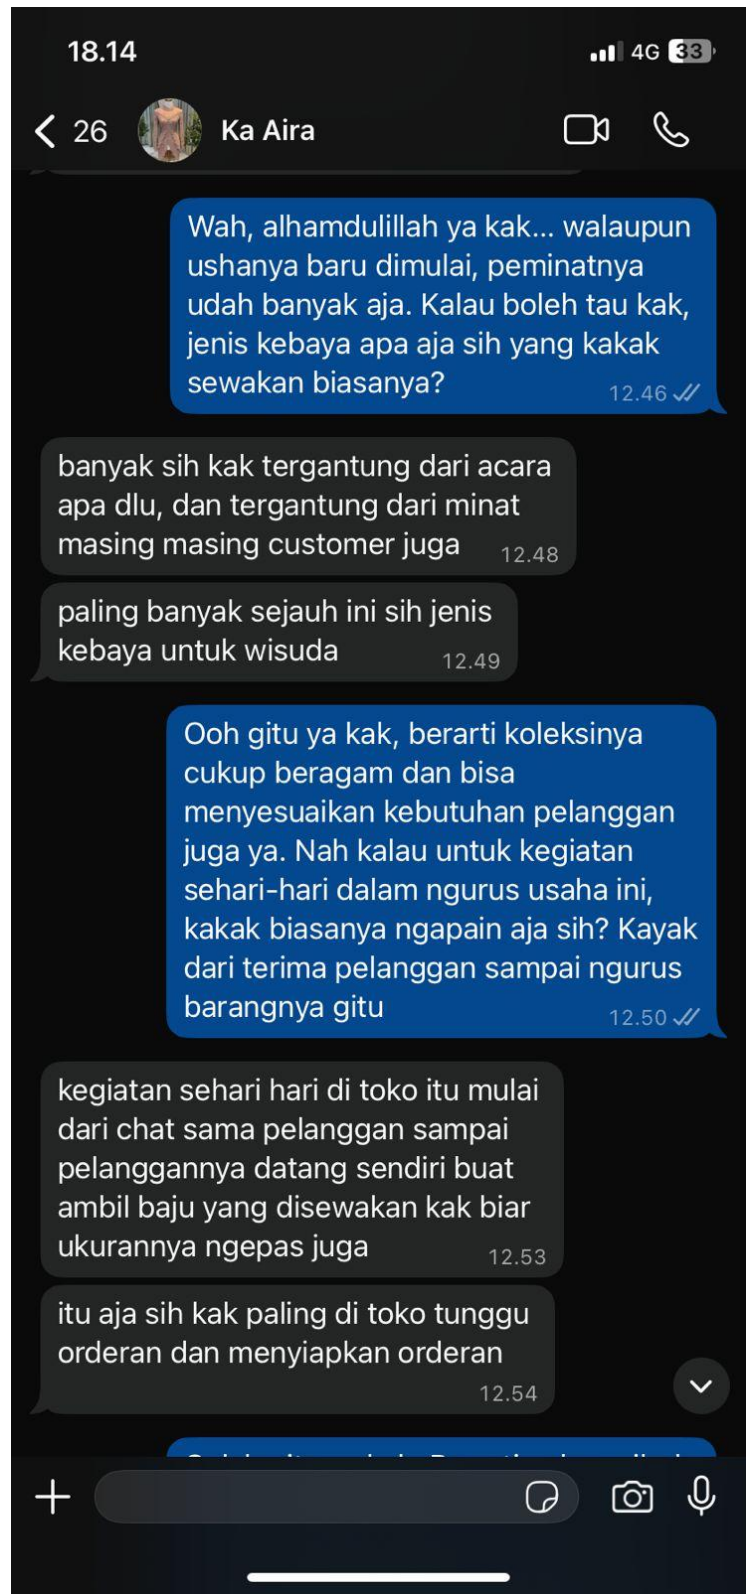 18.14
4G 33
26 Ka Aira
Wah, alhamdulillah ya kak... walaupun
ushanya baru dimulai, peminatnya
udah banyak aja. Kalau boleh tau kak,
jenis kebaya apa aja sih yang kakak
sewakan biasanya?
12.46
banyak sih kak tergantung dari acara
apa dlu, dan tergantung dari minat
masing masing customer juga
12.48
paling banyak sejauh ini sih jenis
kebaya untuk wisuda
12.49
Ooh gitu ya kak, berarti koleksinya
cukup beragam dan bisa
menyesuaikan kebutuhan pelanggan
juga ya. Nah kalau untuk kegiatan
sehari-hari dalam ngurus usaha ini,
kakak biasanya ngapain aja sih? Kayak
dari terima pelanggan sampai ngurus
barangnya gitu
12.50
kegiatan sehari hari di toko itu mulai
dari chat sama pelanggan sampai
pelanggannya datang sendiri buat
ambil baju yang disewakan kak biar
ukurannya ngepas juga
12.53
itu aja sih kak paling di toko tunggu
orderan dan menyiapkan orderan
12.54